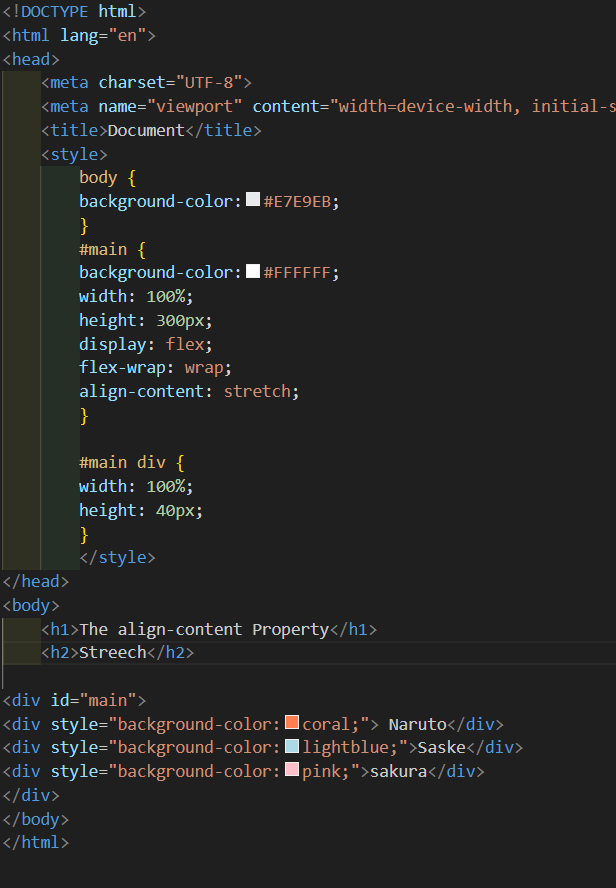 <!DOCTYPE html>
<html lang="en">
<head>
    <meta charset="UTF-8">
    <meta name="viewport" content="width=device-width, initial-s
    <title>Document</title>
    <style>
        body {
        background-color: #E7E9EB;
        }
        #main {
        background-color: #FFFFFF;
        width: 100%;
        height: 300px;
        display: flex;
        flex-wrap: wrap;
        align-content: stretch;
        }

        #main div {
        width: 100%;
        height: 40px;
        }
        </style>
</head>
<body>
    <h1>The align-content Property</h1>
    <h2>Streech</h2>

<div id="main">
<div style="background-color: coral;"> Naruto</div>
<div style="background-color: lightblue;">Saske</div>
<div style="background-color: pink;">sakura</div>
</div>
</body>
</html>